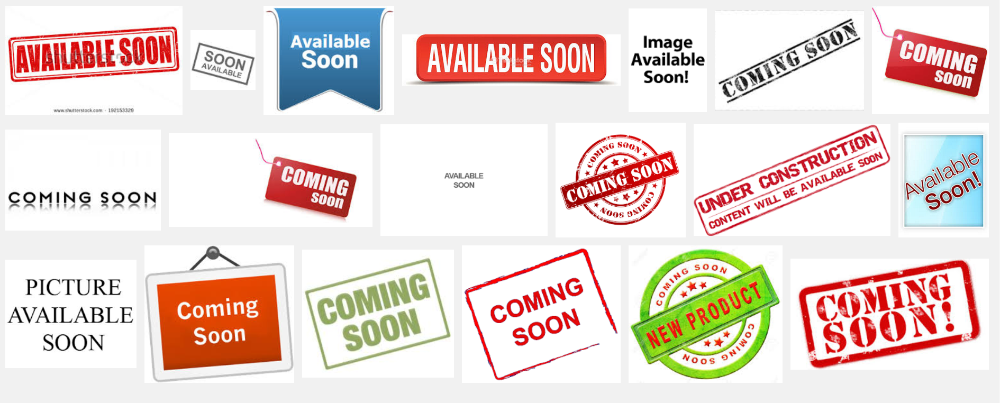 AVAILABLE SOON
shutterstock
www.shutterstock.com · 192153329
SOON
AVAILABLE
Available
Soon
AVAILABLE SOON
Image
Available
Soon!
COMING SOON
COMING
soon
COMING SOON
COMING
soon
AVAILABLE
SOON
COMING SOON
COMING SOON
COMING SOON
COMING
UNDER CONSTRUCTION
CONTENT WILL BE AVAILABLE SOON
Available
Soon!
PICTURE
AVAILABLE
SOON
Coming
Soon
COMING
SOON
COMING
SOON
COMING SOON
NEW PRODUCT
COMING SOON
COMING
SOON!